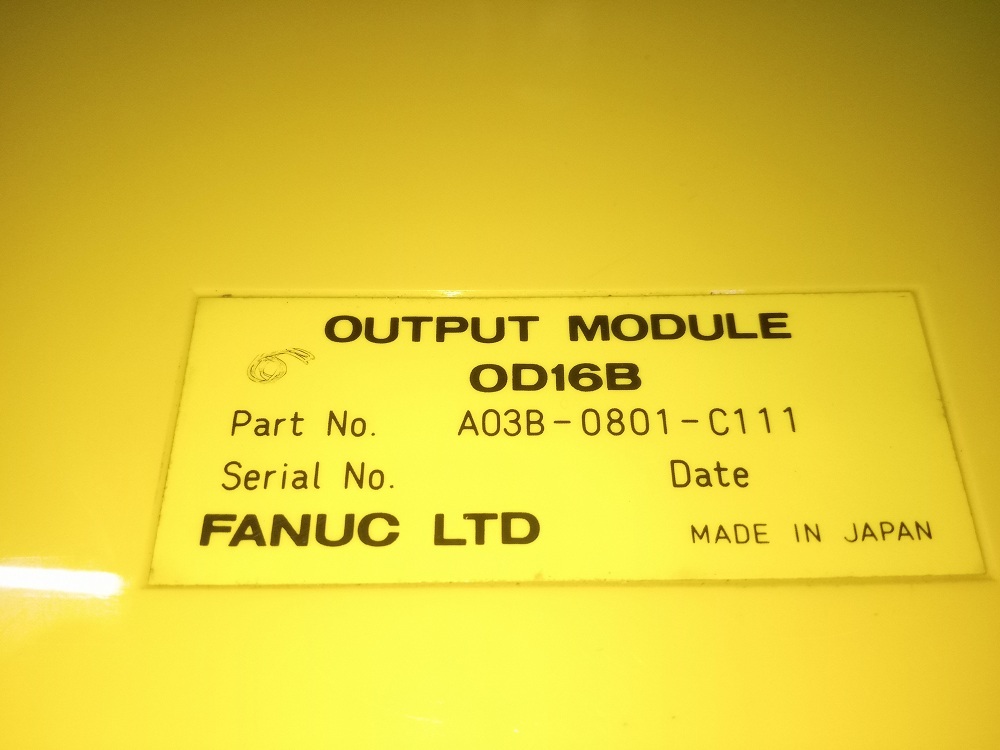 OUTPUT MODULE
OD16B
Part No. A03B-0801-C111
Serial No. Date
FANUC LTD MADE IN JAPAN